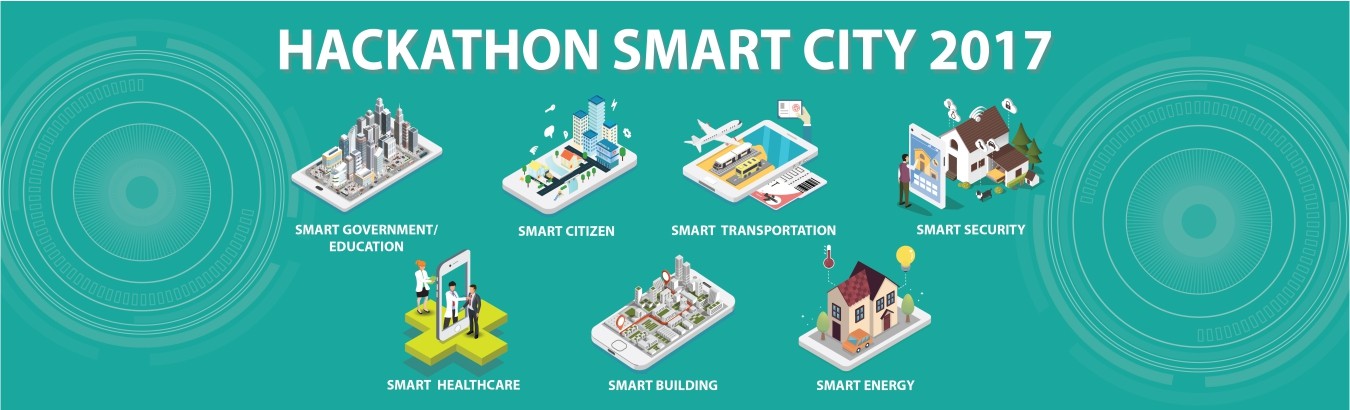 HACKATHON SMART CITY 2017
SMART GOVERNMENT/
EDUCATION
SMART CITIZEN
SMART TRANSPORTATION
SMART SECURITY
SMART HEALTHCARE
SMART BUILDING
SMART ENERGY